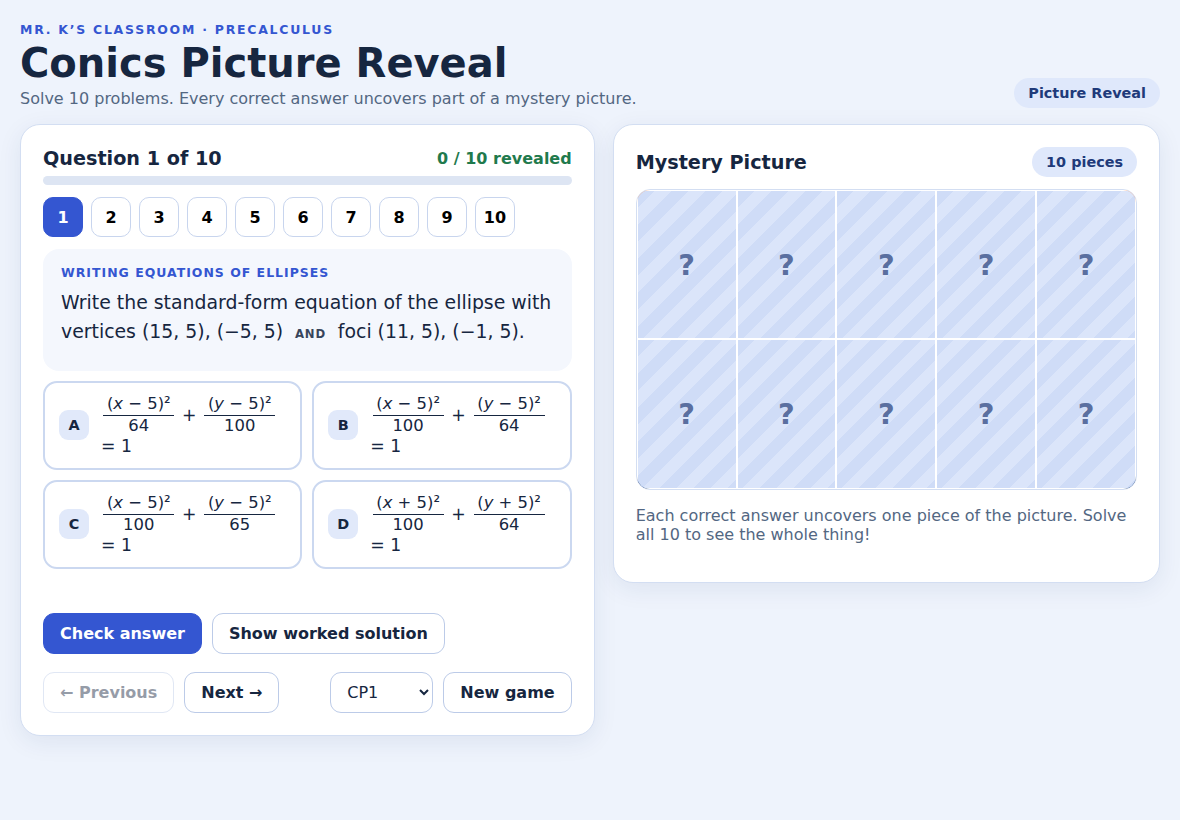 MR. K’S CLASSROOM · PRECALCULUS
Conics Picture Reveal
Solve 10 problems. Every correct answer uncovers part of a mystery picture.
Picture Reveal
Question 1 of 10
0 / 10 revealed
1 2 3 4 5 6 7 8 9 10
WRITING EQUATIONS OF ELLIPSES
Write the standard-form equation of the ellipse with
vertices (15, 5), (−5, 5) AND foci (11, 5), (−1, 5).
A (x − 5)²/64 + (y − 5)²/100
= 1
B (x − 5)²/100 + (y − 5)²/64
= 1
C (x − 5)²/100 + (y − 5)²/65
= 1
D (x + 5)²/100 + (y + 5)²/64
= 1
Check answer
Show worked solution
← Previous
Next →
CP1
New game
Mystery Picture
10 pieces
? ? ? ? ?
? ? ? ? ?
Each correct answer uncovers one piece of the picture. Solve
all 10 to see the whole thing!